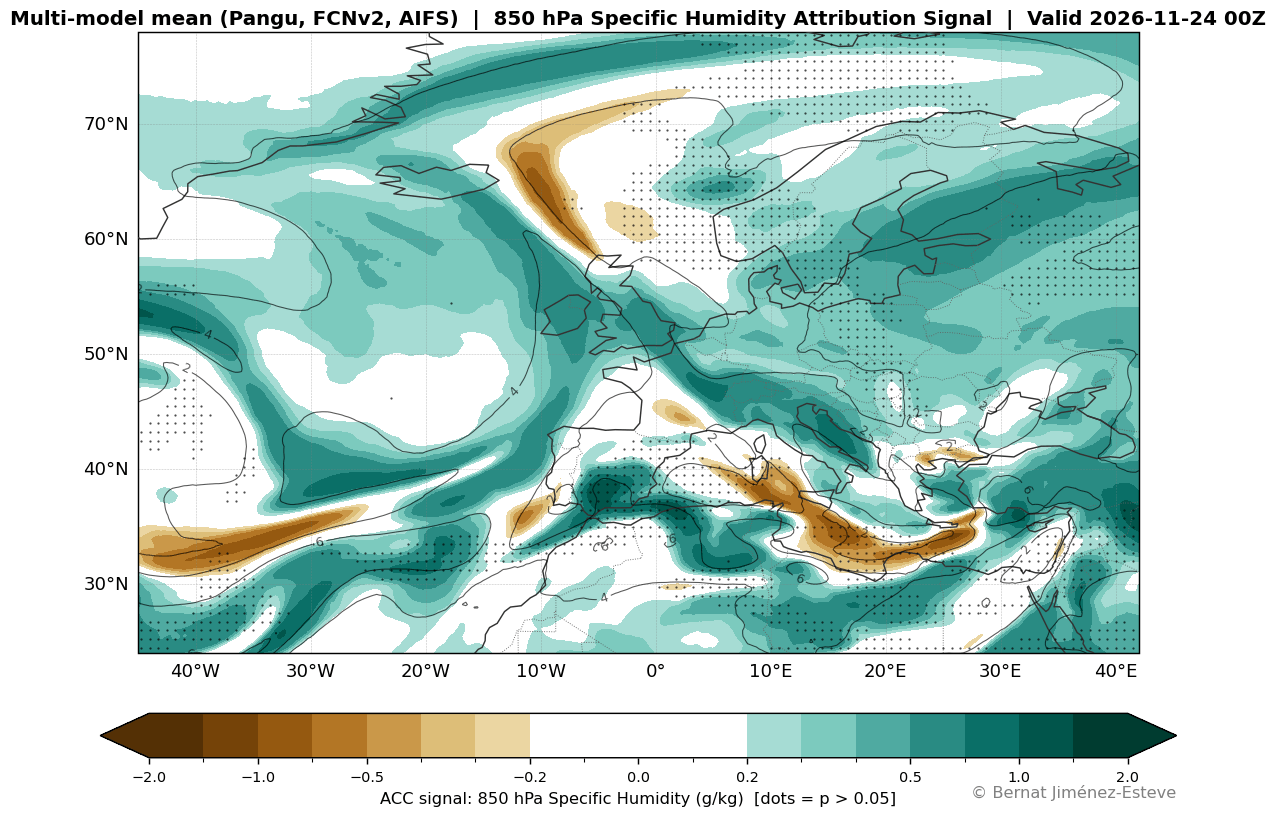 Multi-model mean (Pangu, FCNv2, AIFS) | 850 hPa Specific Humidity Attribution Signal | Valid 2026-11-24 00Z
70°N
60°N
50°N
40°N
30°N
40°W 30°W 20°W 10°W 0° 10°E 20°E 30°E 40°E
−2.0 −1.0 −0.5 −0.2 0.0 0.2 0.5 1.0 2.0
ACC signal: 850 hPa Specific Humidity (g/kg) [dots = p > 0.05]
© Bernat Jiménez-Esteve